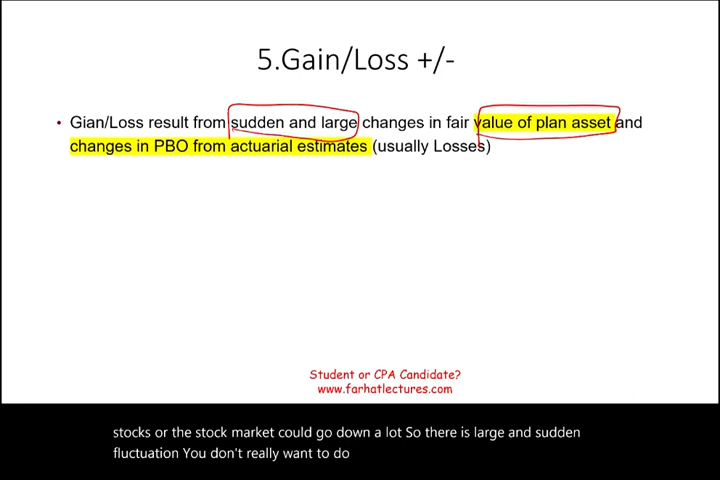 5.Gain/Loss +/-
• Gian/Loss result from sudden and large changes in fair value of plan asset and
changes in PBO from actuarial estimates (usually Losses)
Student or CPA Candidate?
www.farhatlectures.com
stocks or the stock market could go down a lot So there is large and sudden
fluctuation You don't really want to do